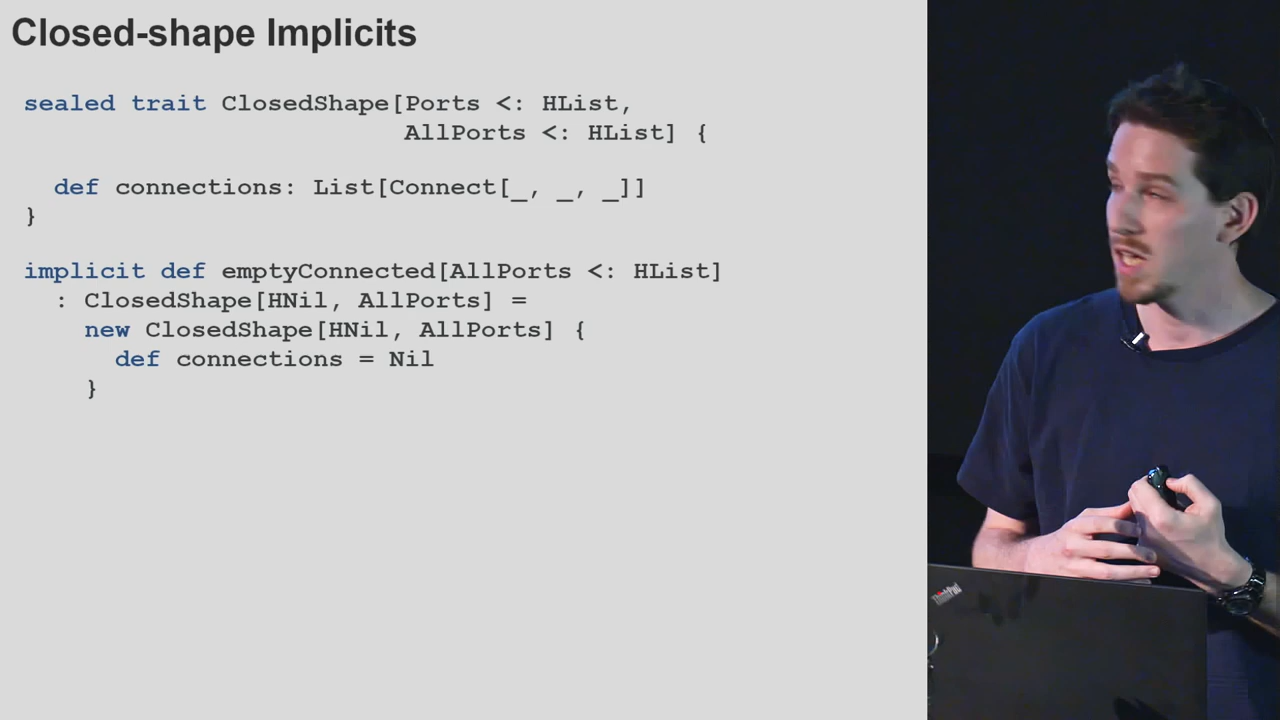 Closed-shape Implicits
sealed trait ClosedShape[Ports <: HList,
AllPorts <: HList] {
def connections: List[Connect[_, _, _]]
}
implicit def emptyConnected[AllPorts <: HList]
: ClosedShape[HNil, AllPorts] =
new ClosedShape[HNil, AllPorts] {
def connections = Nil
}
ThinkPad